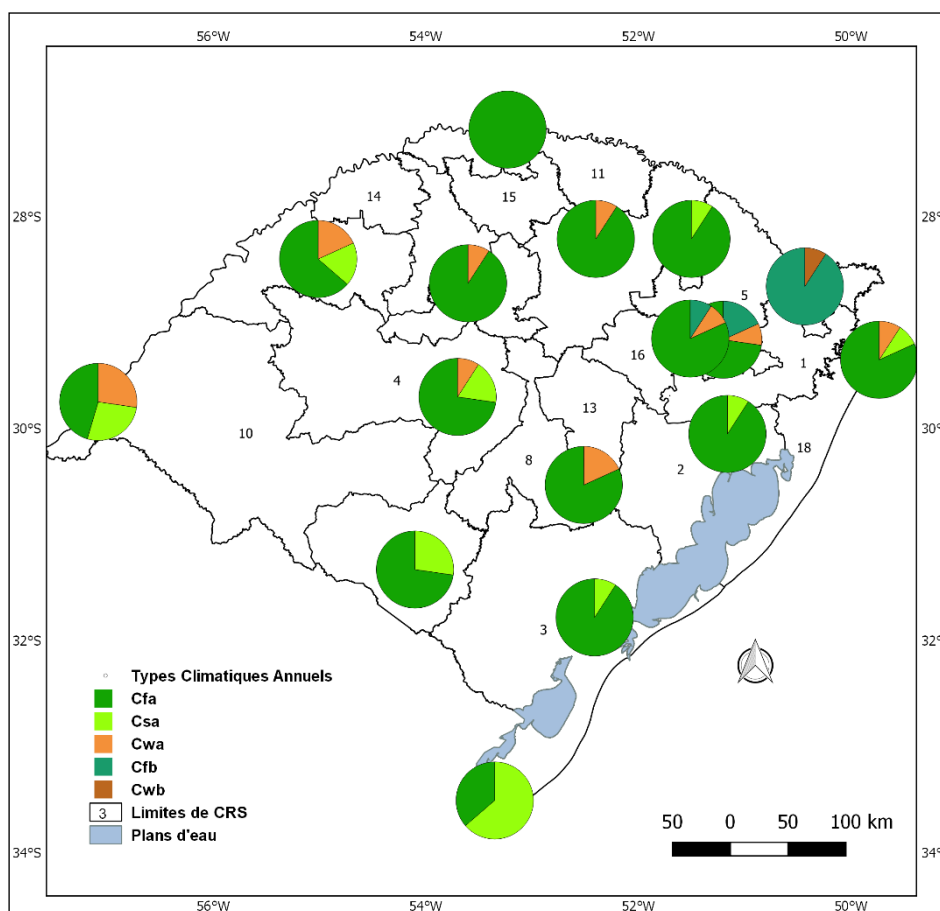 56°W 54°W 52°W 50°W
11
14
15
28°S 28°S
5
16
1
4
13
30°S 30°S
10
8
2
18
3
32°S 32°S
Types Climatiques Annuels
Cfa
Csa
Cwa
Cfb
Cwb
3 Limites de CRS
Plans d'eau
50 0 50 100 km
34°S 34°S
56°W 54°W 52°W 50°W